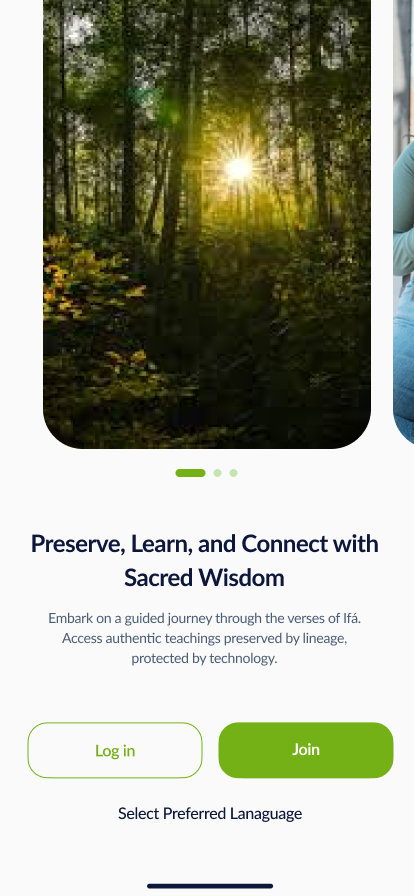 Preserve, Learn, and Connect with
Sacred Wisdom
Embark on a guided journey through the verses of Ifá.
Access authentic teachings preserved by lineage,
protected by technology.
Log in
Join
Select Preferred Lanaguage